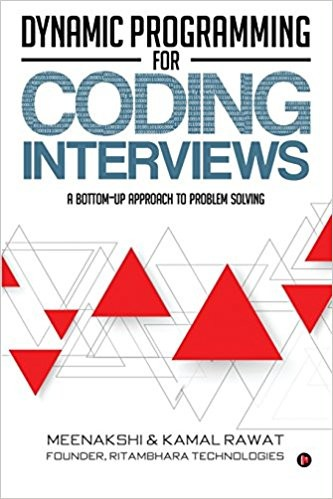 DYNAMIC PROGRAMMING
FOR
CODING
INTERVIEWS
A BOTTOM-UP APPROACH TO PROBLEM SOLVING
MEENAKSHI & KAMAL RAWAT
FOUNDER, RITAMBHARA TECHNOLOGIES